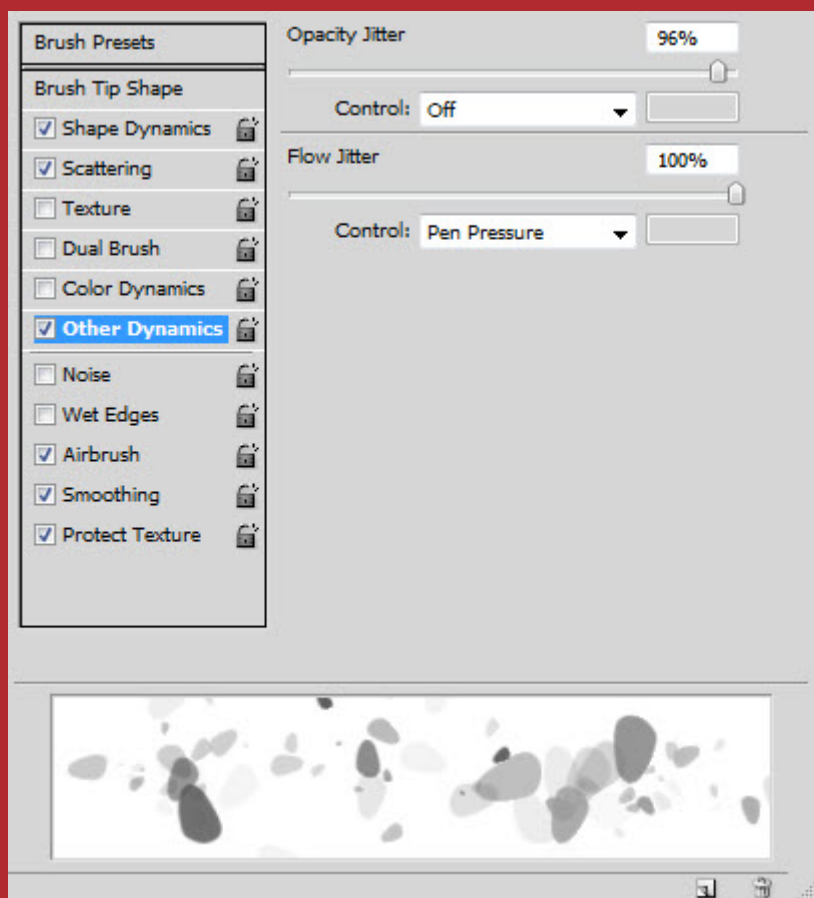 Brush Presets
Brush Tip Shape
Shape Dynamics
Scattering
Texture
Dual Brush
Color Dynamics
Other Dynamics
Noise
Wet Edges
Airbrush
Smoothing
Protect Texture
Opacity Jitter 96%
Control: Off
Flow Jitter 100%
Control: Pen Pressure